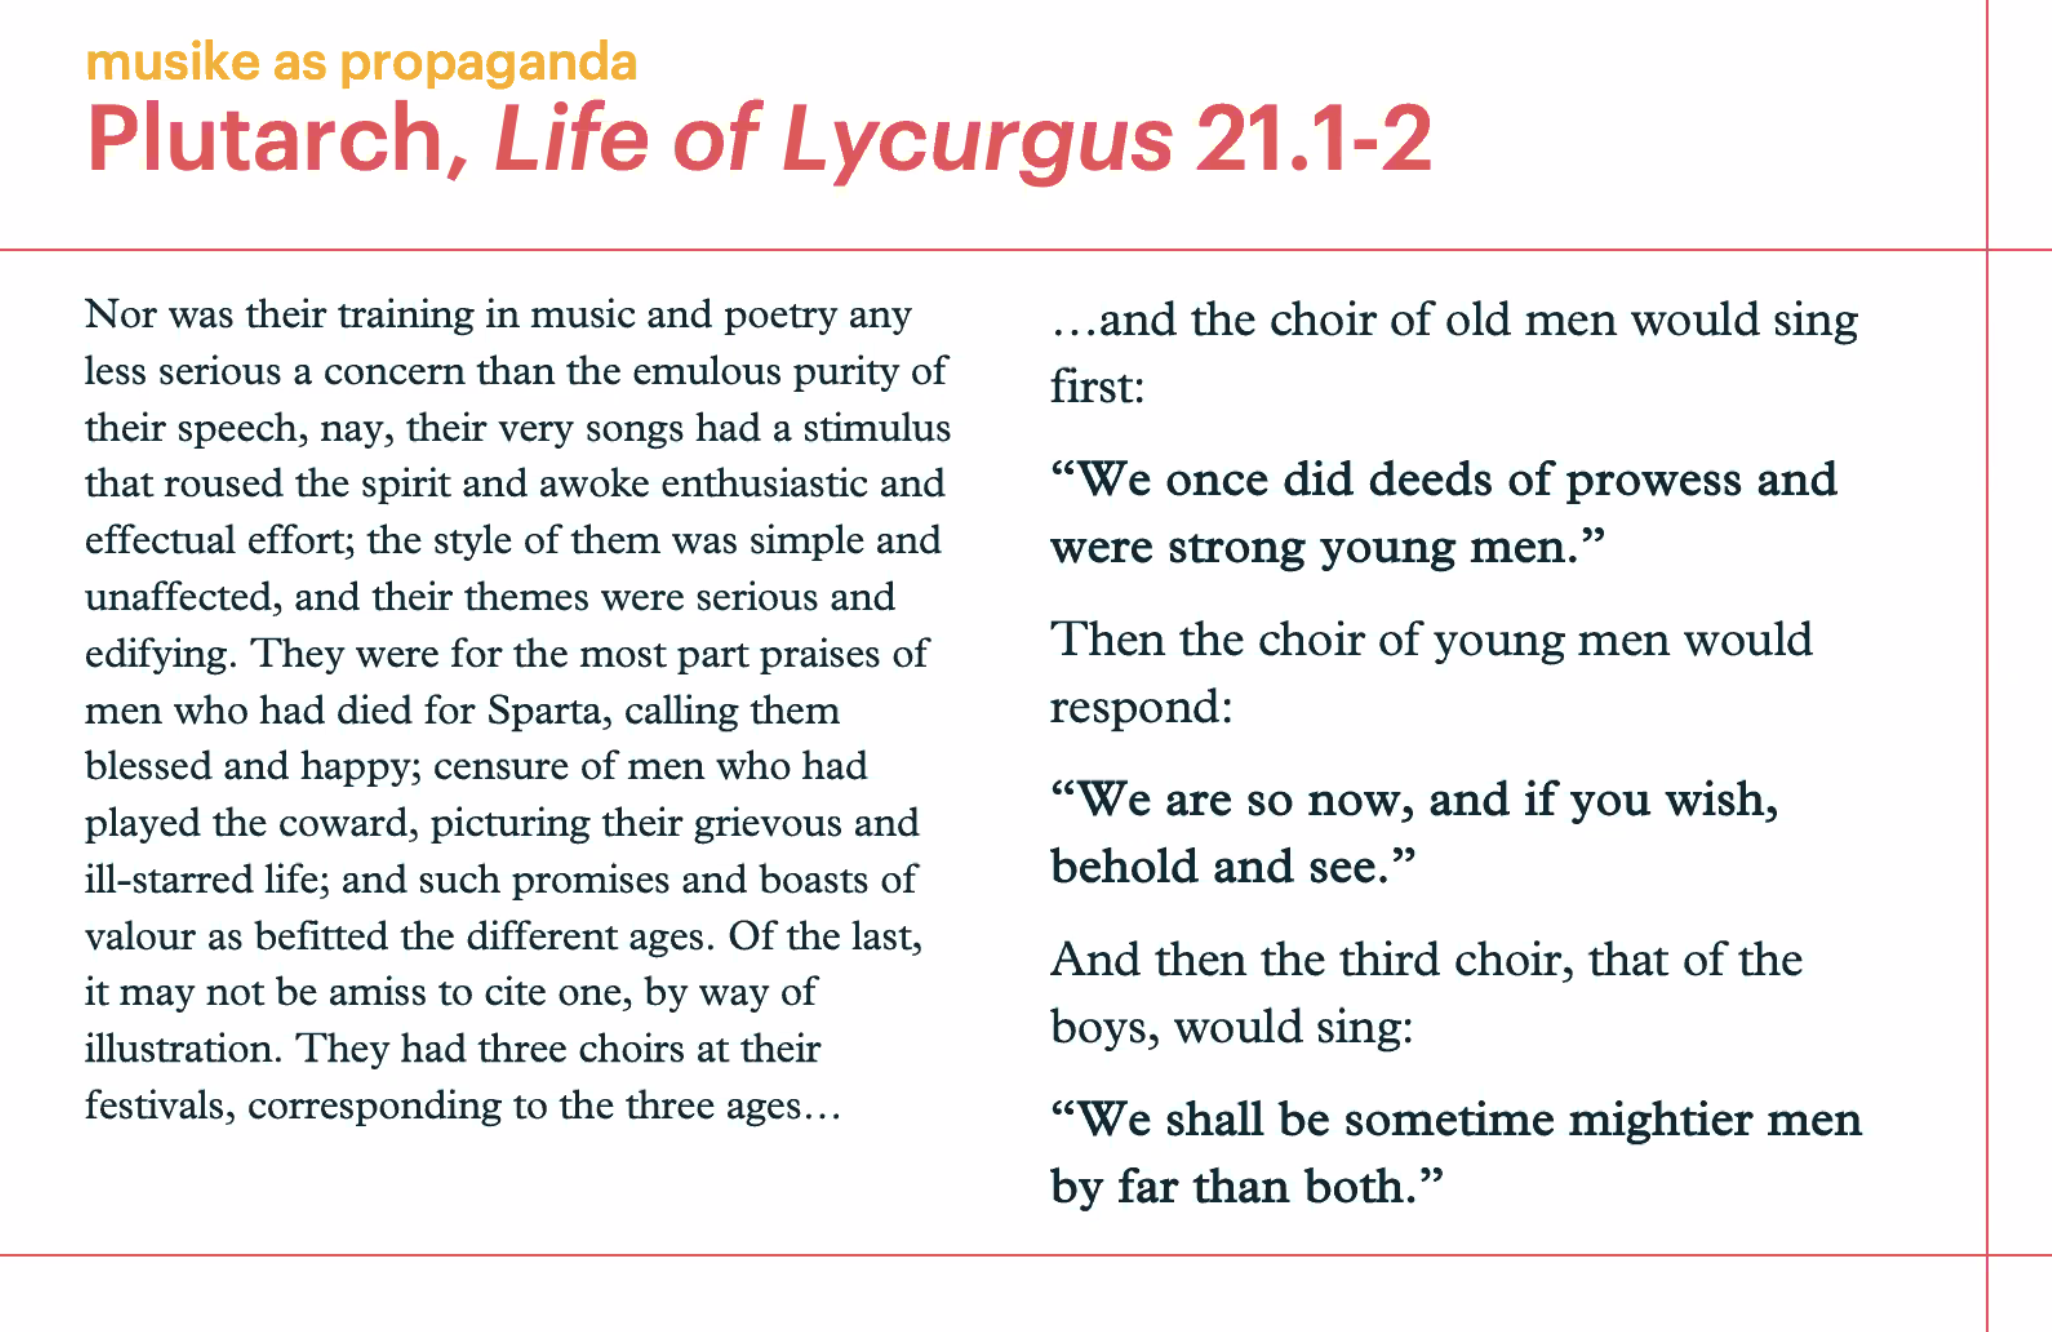 musike as propaganda
Plutarch, Life of Lycurgus 21.1-2
Nor was their training in music and poetry any
less serious a concern than the emulous purity of
their speech, nay, their very songs had a stimulus
that roused the spirit and awoke enthusiastic and
effectual effort; the style of them was simple and
unaffected, and their themes were serious and
edifying. They were for the most part praises of
men who had died for Sparta, calling them
blessed and happy; censure of men who had
played the coward, picturing their grievous and
ill-starred life; and such promises and boasts of
valour as befitted the different ages. Of the last,
it may not be amiss to cite one, by way of
illustration. They had three choirs at their
festivals, corresponding to the three ages…
…and the choir of old men would sing
first:
“We once did deeds of prowess and
were strong young men.”
Then the choir of young men would
respond:
“We are so now, and if you wish,
behold and see.”
And then the third choir, that of the
boys, would sing:
“We shall be sometime mightier men
by far than both.”